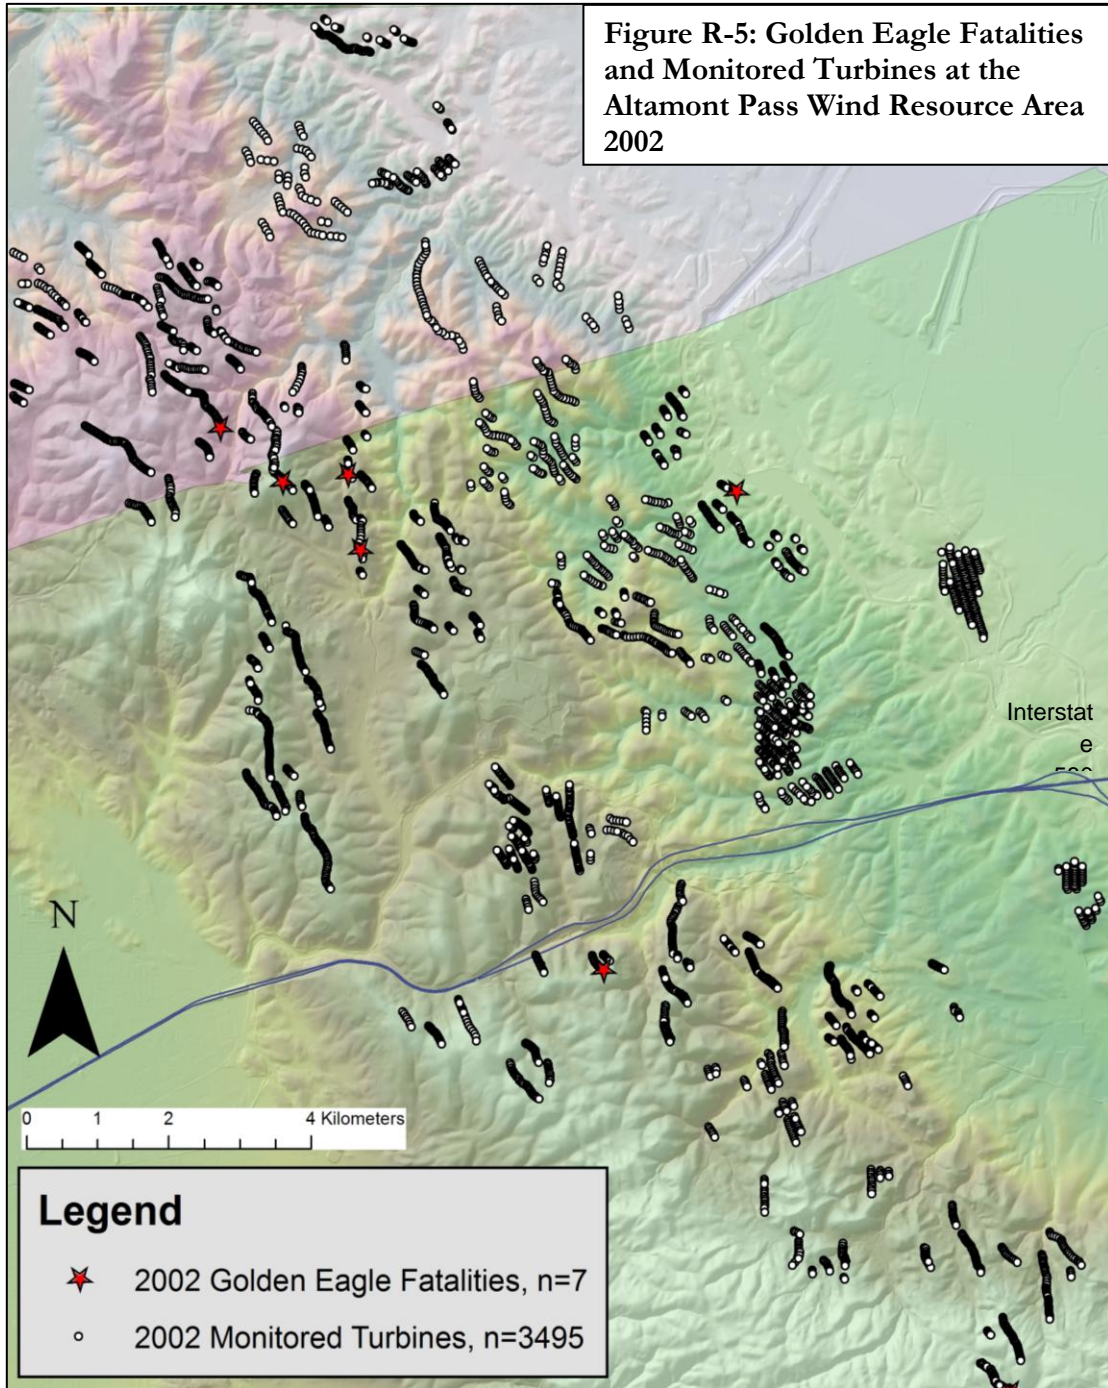 Figure R-5: Golden Eagle Fatalities
and Monitored Turbines at the
Altamont Pass Wind Resource Area
2002
Interstat
e
N
0 1 2 4 Kilometers
Legend
2002 Golden Eagle Fatalities, n=7
2002 Monitored Turbines, n=3495